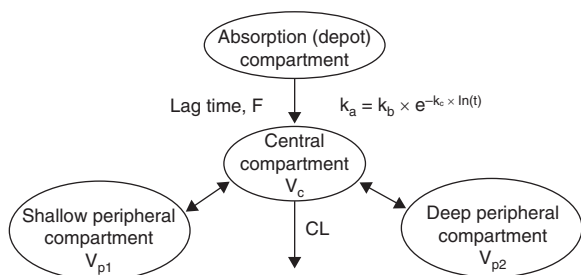 Absorption (depot)
compartment
Lag time, F
kₐ = k_b × e^–k_c × ln(t)
Central
compartment
V_c
Shallow peripheral
compartment
V_p1
CL
Deep peripheral
compartment
V_p2